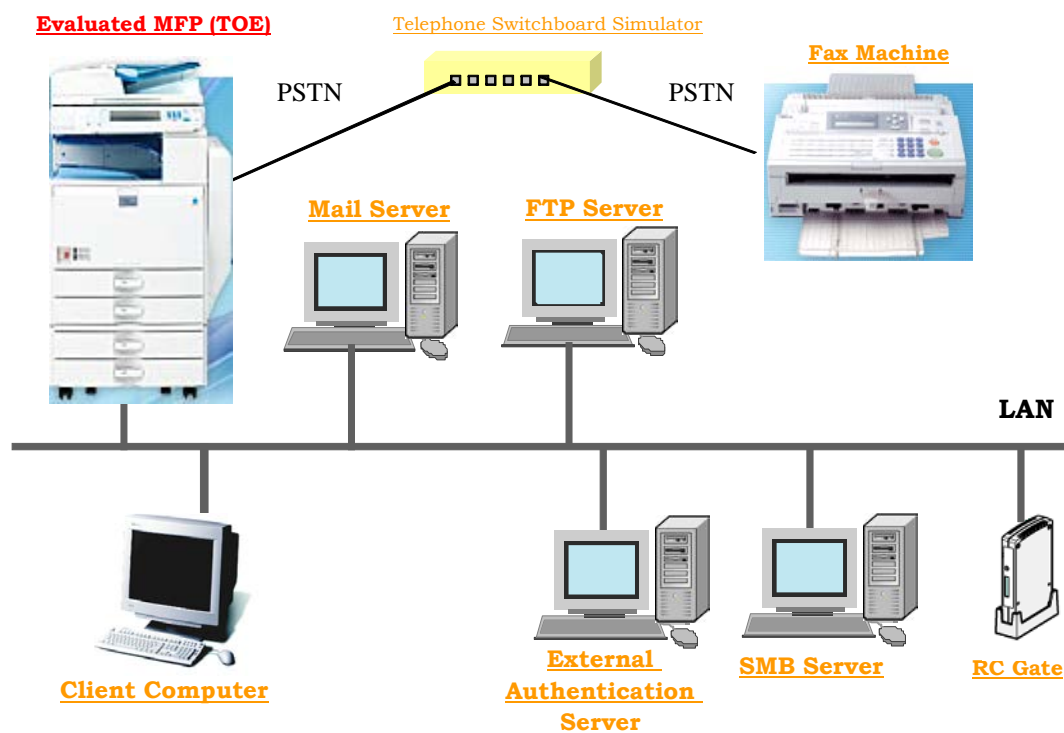 Evaluated MFP (TOE)
Telephone Switchboard Simulator
Fax Machine
PSTN
PSTN
Mail Server
FTP Server
LAN
Client Computer
External
Authentication
Server
SMB Server
RC Gate